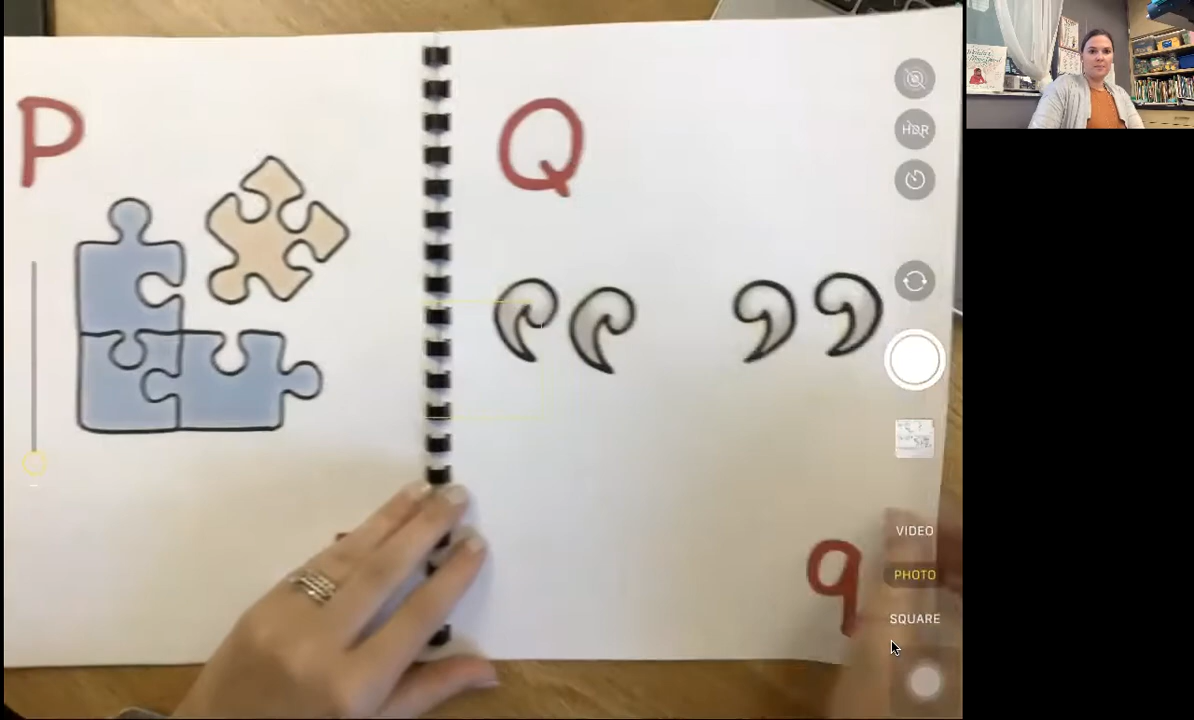 P
Q
“ ”
q
HDR
VIDEO
PHOTO
SQUARE